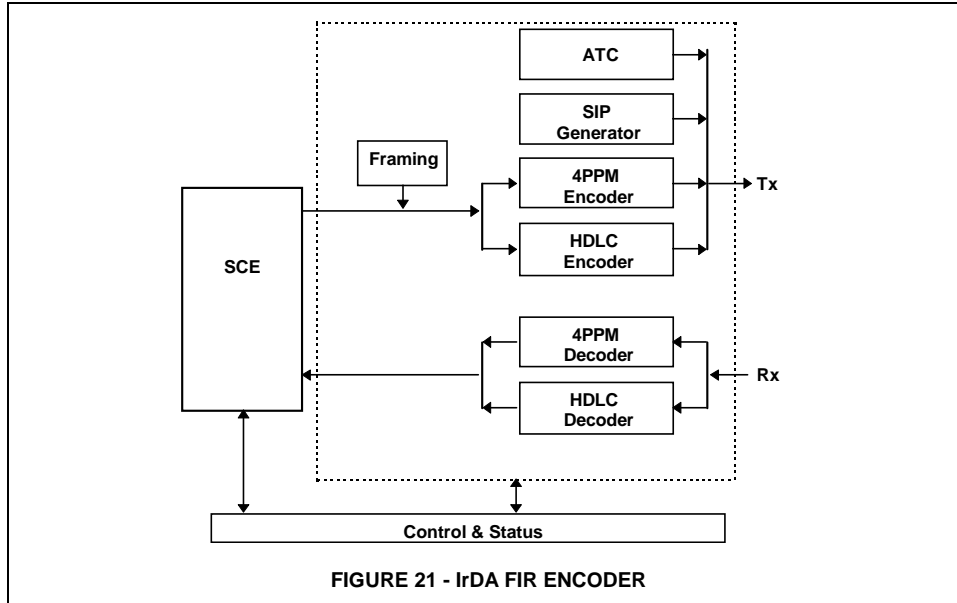 ATC
SIP
Generator
Framing
4PPM
Encoder
Tx
HDLC
Encoder
SCE
4PPM
Decoder
Rx
HDLC
Decoder
Control & Status
FIGURE 21 - IrDA FIR ENCODER